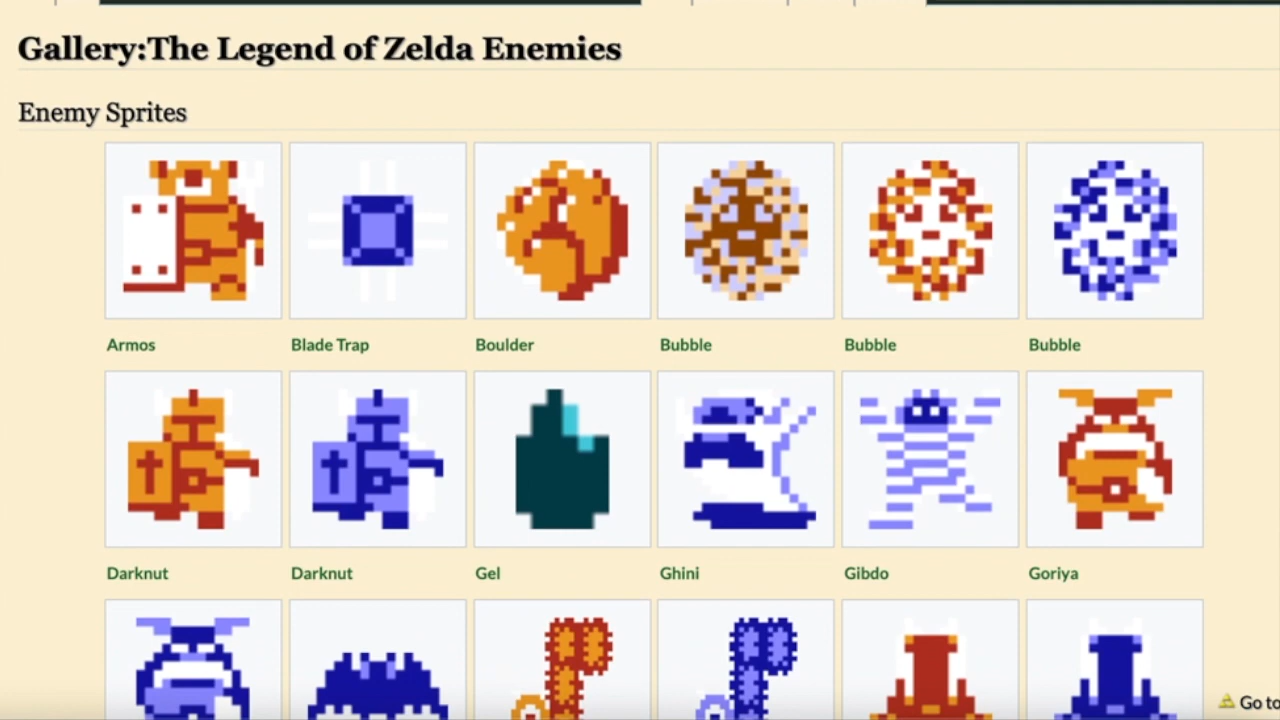 Gallery:The Legend of Zelda Enemies
Enemy Sprites
Armos
Blade Trap
Boulder
Bubble
Bubble
Bubble
Darknut
Darknut
Gel
Ghini
Gibdo
Goriya
Go to